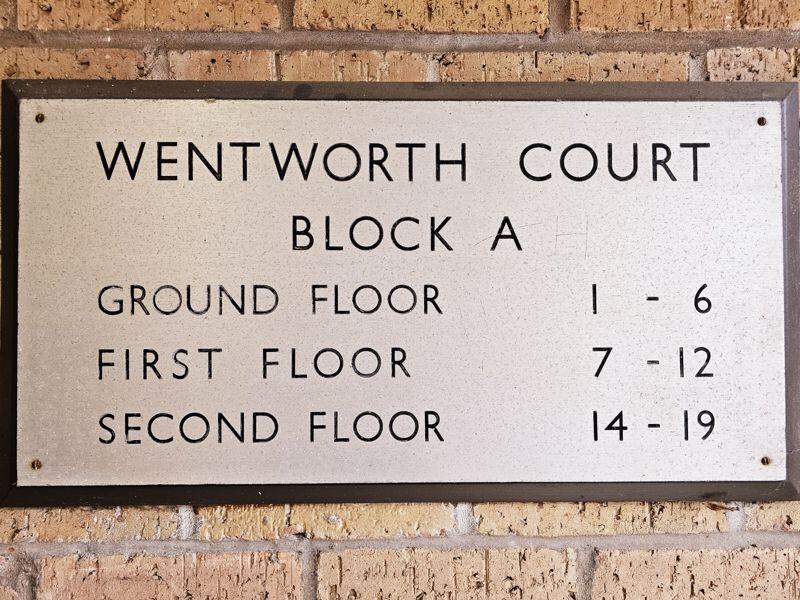 WENTWORTH COURT
BLOCK A
GROUND FLOOR 1 - 6
FIRST FLOOR 7 - 12
SECOND FLOOR 14 - 19